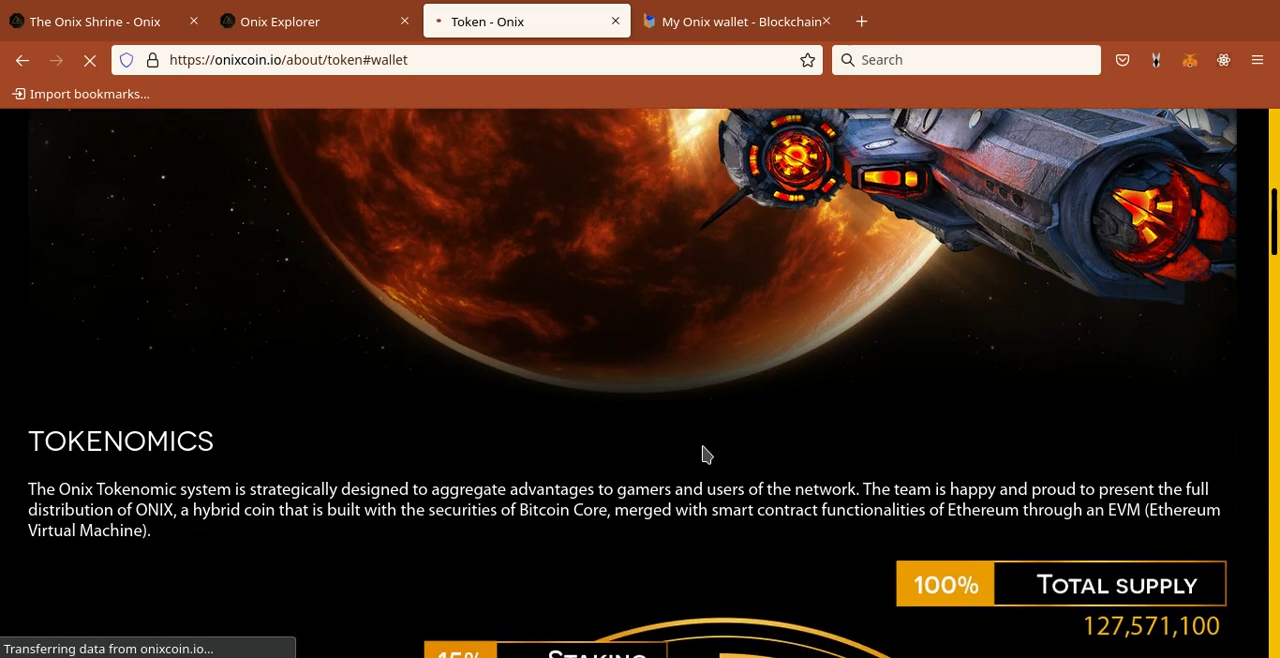 The Onix Shrine - Onix
Onix Explorer
Token - Onix
My Onix wallet - Blockchain
https://onixcoin.io/about/token#wallet
Search
Import bookmarks...
TOKENOMICS
The Onix Tokenomic system is strategically designed to aggregate advantages to gamers and users of the network. The team is happy and proud to present the full
distribution of ONIX, a hybrid coin that is built with the securities of Bitcoin Core, merged with smart contract functionalities of Ethereum through an EVM (Ethereum
Virtual Machine).
100% TOTAL SUPPLY
127,571,100
15% STAKING
Transferring data from onixcoin.io...